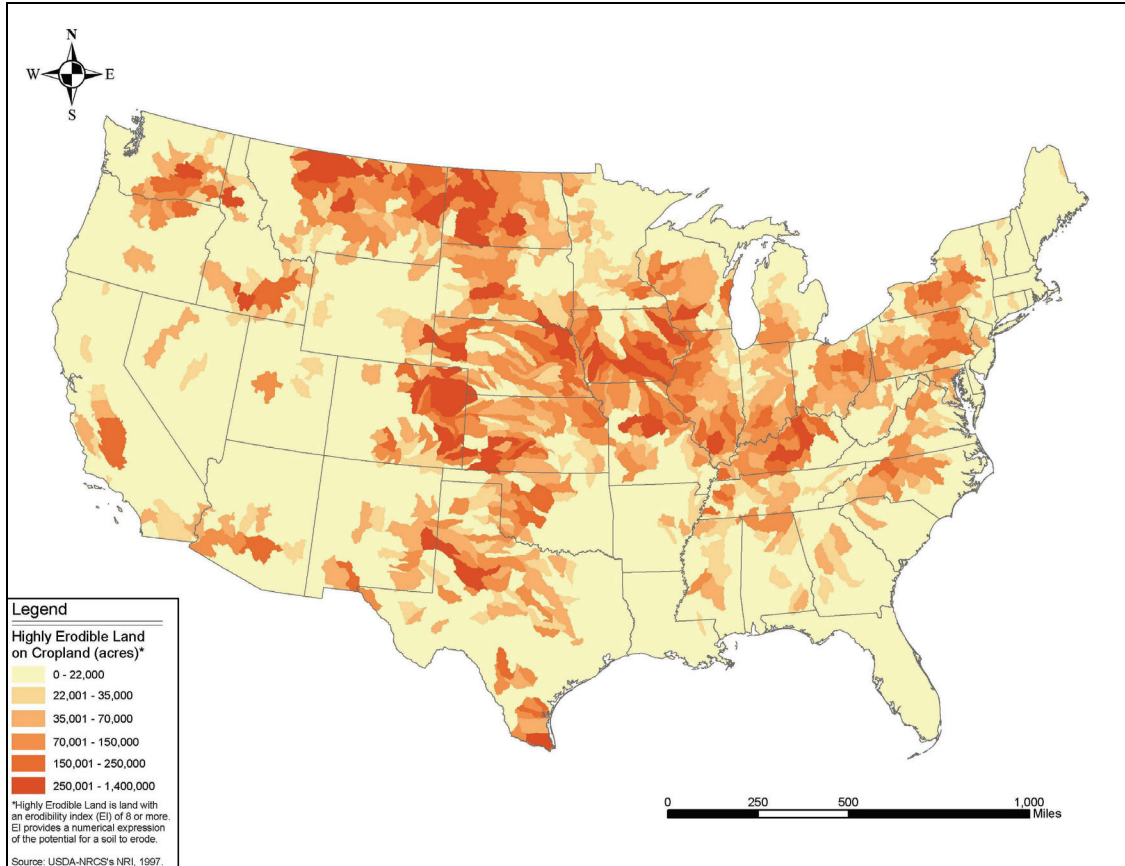 N
W E
S
Legend
Highly Erodible Land
on Cropland (acres)*
0 - 22,000
22,001 - 35,000
35,001 - 70,000
70,001 - 150,000
150,001 - 250,000
250,001 - 1,400,000
*Highly Erodible Land is land with
an erodibility index (EI) of 8 or more.
EI provides a numerical expression
of the potential for a soil to erode.
Source: USDA-NRCS's NRI, 1997.
0 250 500 1,000
Miles